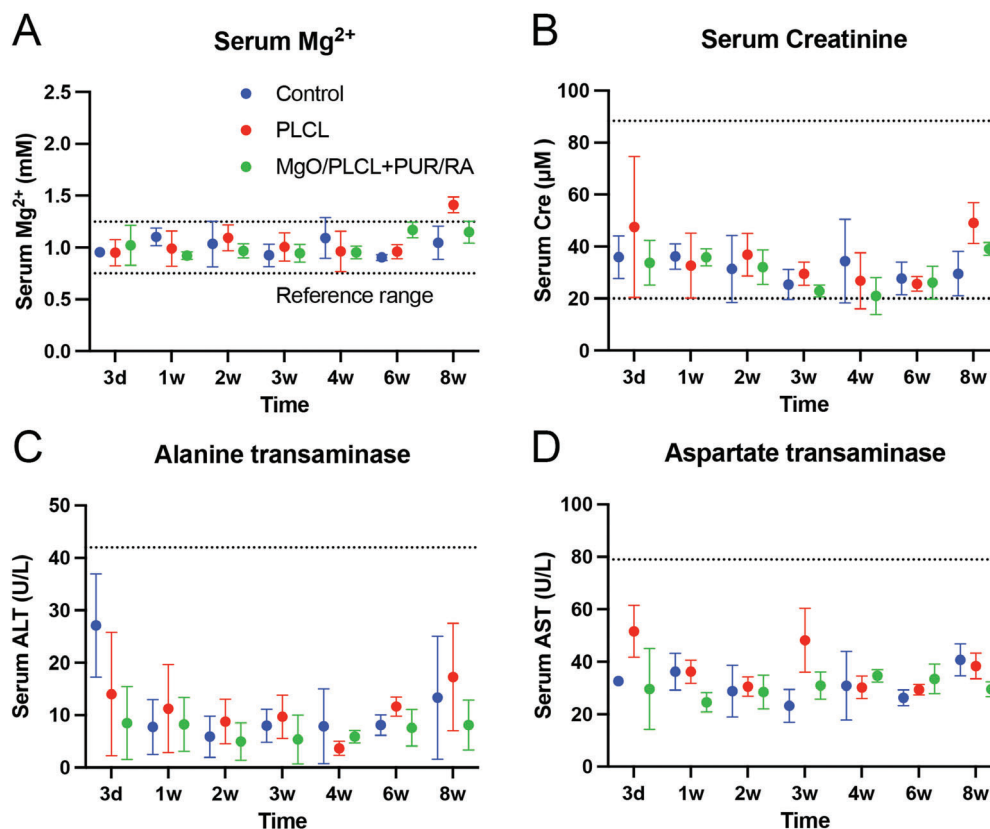 A
Serum Mg²⁺
Serum Mg²⁺ (mM)
2.5
2.0
1.5
1.0
0.5
0.0
Control
PLCL
MgO/PLCL+PUR/RA
Reference range
3d 1w 2w 3w 4w 6w 8w
Time
B
Serum Creatinine
Serum Cre (µM)
100
80
60
40
20
0
3d 1w 2w 3w 4w 6w 8w
Time
C
Alanine transaminase
Serum ALT (U/L)
50
40
30
20
10
0
3d 1w 2w 3w 4w 6w 8w
Time
D
Aspartate transaminase
Serum AST (U/L)
100
80
60
40
20
0
3d 1w 2w 3w 4w 6w 8w
Time